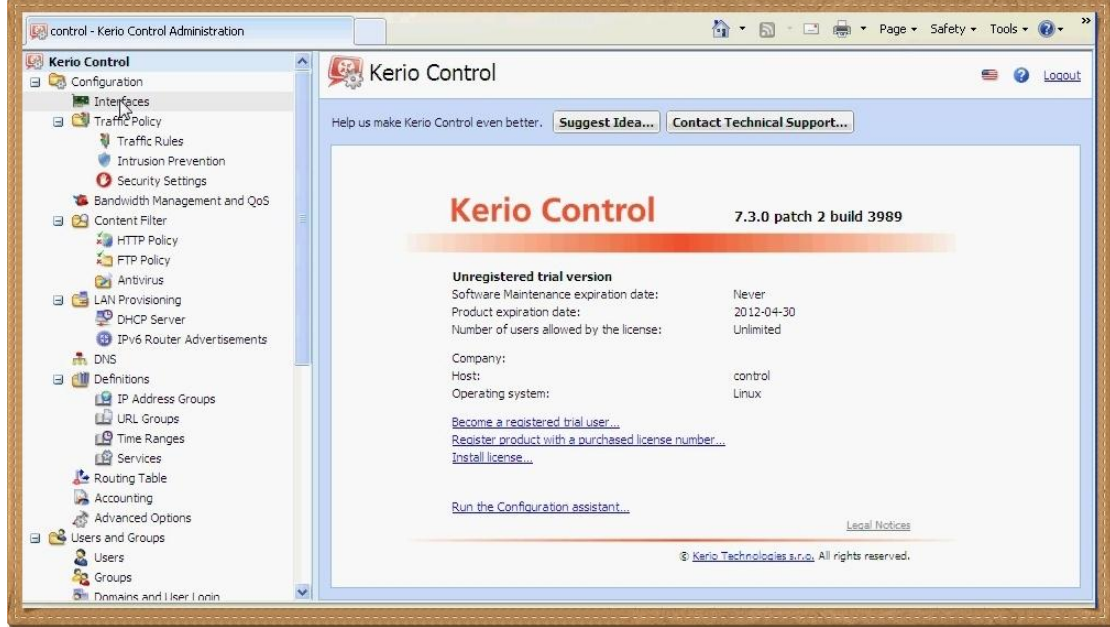 control - Kerio Control Administration
Page Safety Tools »
Kerio Control
Configuration
Interfaces
Traffic Policy
Traffic Rules
Intrusion Prevention
Security Settings
Bandwidth Management and QoS
Content Filter
HTTP Policy
FTP Policy
Antivirus
LAN Provisioning
DHCP Server
IPv6 Router Advertisements
DNS
Definitions
IP Address Groups
URL Groups
Time Ranges
Services
Routing Table
Accounting
Advanced Options
Users and Groups
Users
Groups
Domains and User Login
Kerio Control
Logout
Help us make Kerio Control even better. Suggest Idea... Contact Technical Support...
Kerio Control 7.3.0 patch 2 build 3989
Unregistered trial version
Software Maintenance expiration date: Never
Product expiration date: 2012-04-30
Number of users allowed by the license: Unlimited
Company:
Host: control
Operating system: Linux
Become a registered trial user...
Register product with a purchased license number...
Install license...
Run the Configuration assistant...
Legal Notices
© Kerio Technologies s.r.o. All rights reserved.